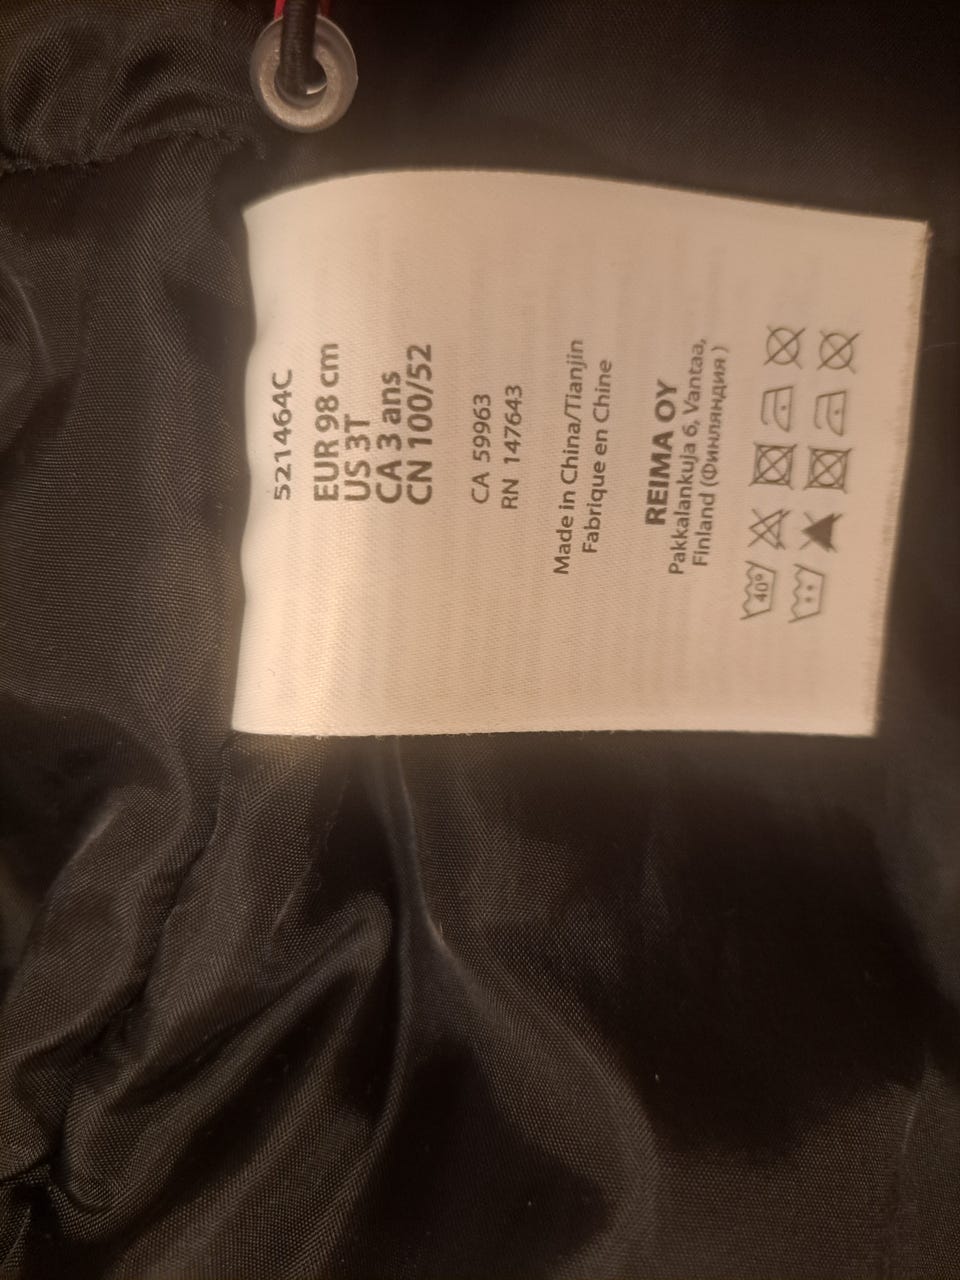 521464C
EUR 98 cm
US 3T
CA 3 ans
CN 100/52
CA 59963
RN 147643
Made in China/Tianjin
Fabrique en Chine
REIMA OY
Pakkalankuja 6, Vantaa,
Finland (Финляндия )
40°